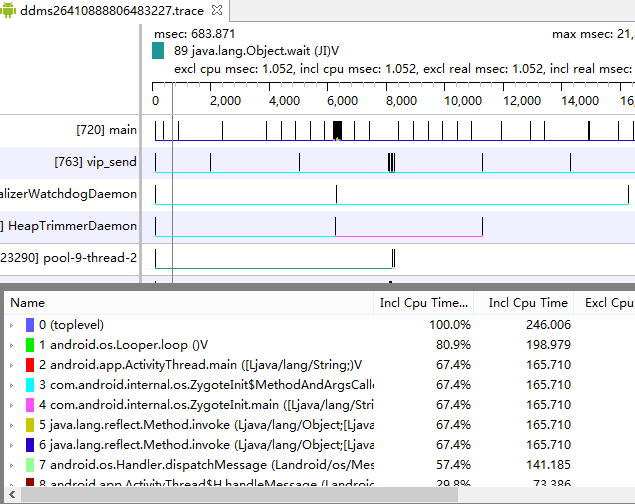 ddms26410888806483227.trace
msec: 683.871 max msec: 21,
89 java.lang.Object.wait (JI)V
excl cpu msec: 1.052, incl cpu msec: 1.052, excl real msec: 1.052, incl real msec:
0 2,000 4,000 6,000 8,000 10,000 12,000 14,000 16,
[720] main
[763] vip_send
alizerWatchdogDaemon
] HeapTrimmerDaemon
23290] pool-9-thread-2
Name Incl Cpu Time... Incl Cpu Time Excl Cpu
0 (toplevel) 100.0% 246.006
1 android.os.Looper.loop ()V 80.9% 198.979
2 android.app.ActivityThread.main ([Ljava/lang/String;)V 67.4% 165.710
3 com.android.internal.os.ZygoteInit$MethodAndArgsCalle 67.4% 165.710
4 com.android.internal.os.ZygoteInit.main ([Ljava/lang/Stri 67.4% 165.710
5 java.lang.reflect.Method.invoke (Ljava/lang/Object;[Ljava 67.4% 165.710
6 java.lang.reflect.Method.invoke (Ljava/lang/Object;[Ljava 67.4% 165.710
7 android.os.Handler.dispatchMessage (Landroid/os/Mes 57.4% 141.185
8 android.app.ActivityThread$H.handleMessage (Landroid 29.8% 73.386